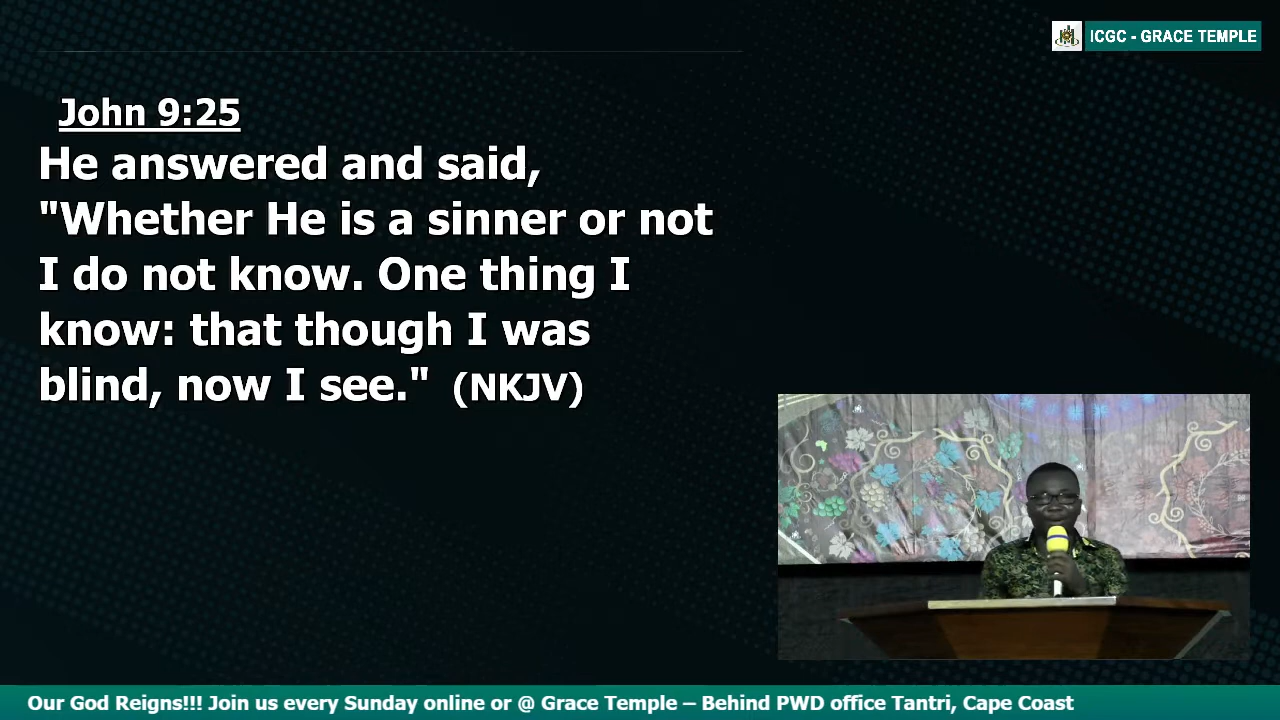 ICGC - GRACE TEMPLE
John 9:25
He answered and said,
"Whether He is a sinner or not
I do not know. One thing I
know: that though I was
blind, now I see." (NKJV)
Our God Reigns!!! Join us every Sunday online or @ Grace Temple – Behind PWD office Tantri, Cape Coast